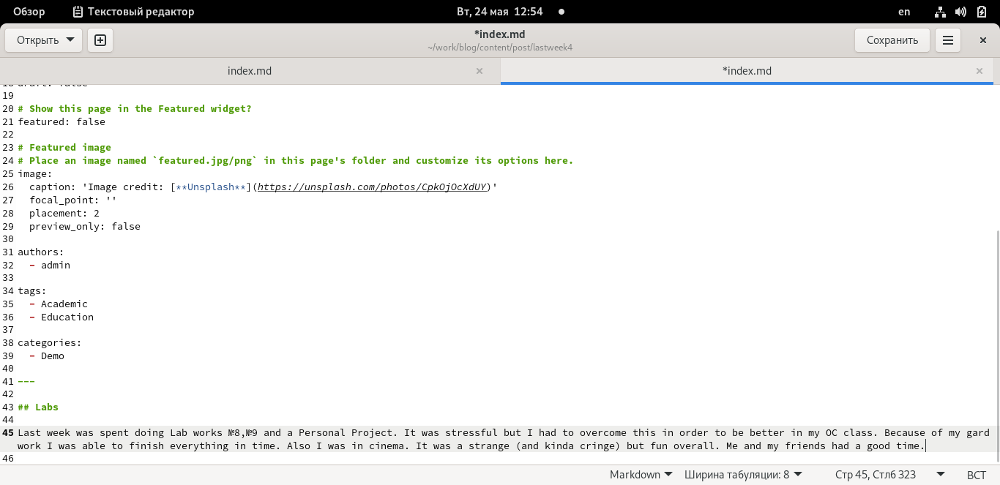 Обзор Текстовый редактор Вт, 24 мая 12:54 en
Открыть *index.md Сохранить
~/work/blog/content/post/lastweek4
index.md *index.md
18 draft: false
19
20 # Show this page in the Featured widget?
21 featured: false
22
23 # Featured image
24 # Place an image named `featured.jpg/png` in this page's folder and customize its options here.
25 image:
26   caption: 'Image credit: [**Unsplash**](https://unsplash.com/photos/CpkOjOcXdUY)'
27   focal_point: ''
28   placement: 2
29   preview_only: false
30
31 authors:
32   - admin
33
34 tags:
35   - Academic
36   - Education
37
38 categories:
39   - Demo
40
41 ---
42
43 ## Labs
44
45 Last week was spent doing Lab works №8,№9 and a Personal Project. It was stressful but I had to overcome this in order to be better in my OC class. Because of my gard
work I was able to finish everything in time. Also I was in cinema. It was a strange (and kinda cringe) but fun overall. Me and my friends had a good time.
46
Markdown Ширина табуляции: 8 Стр 45, Стлб 323 ВСТ